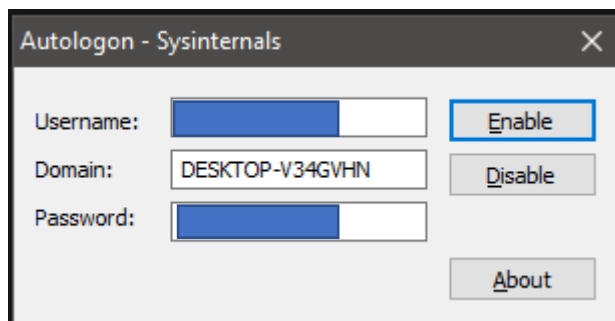 Autologon - Sysinternals
Username:
Enable
Domain: DESKTOP-V34GVHN
Disable
Password:
About